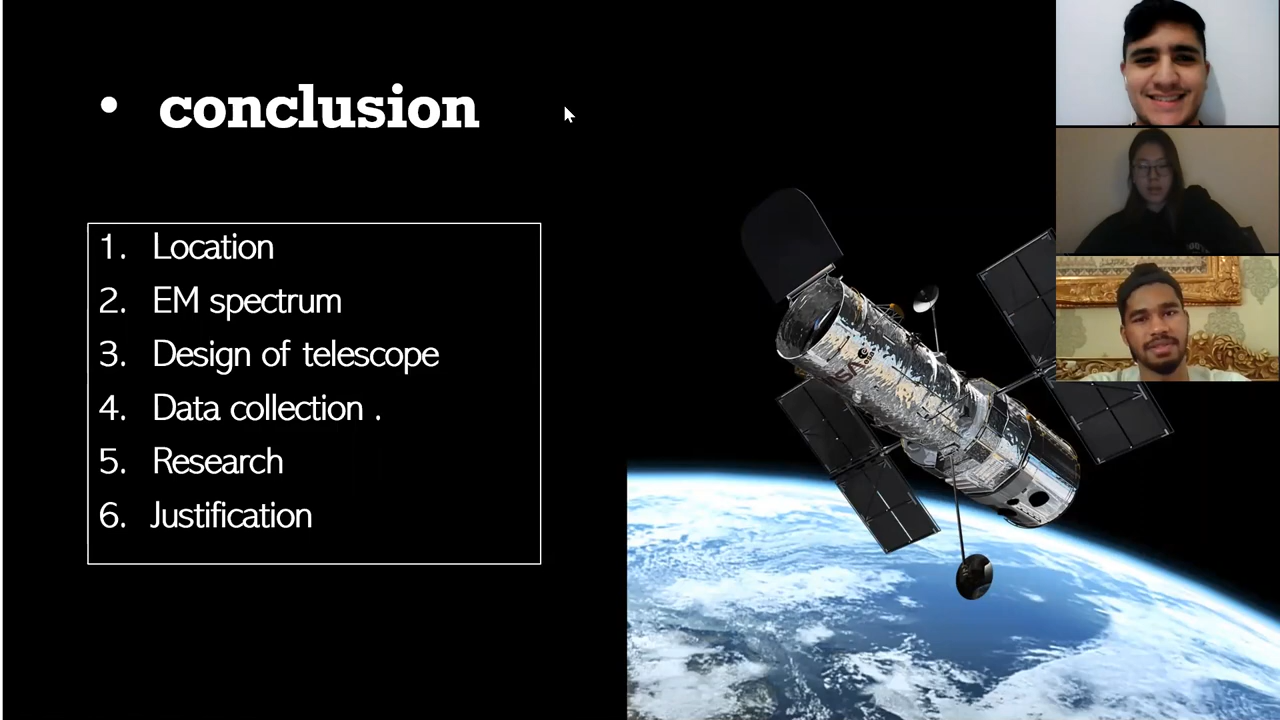 • conclusion
1. Location
2. EM spectrum
3. Design of telescope
4. Data collection .
5. Research
6. Justification